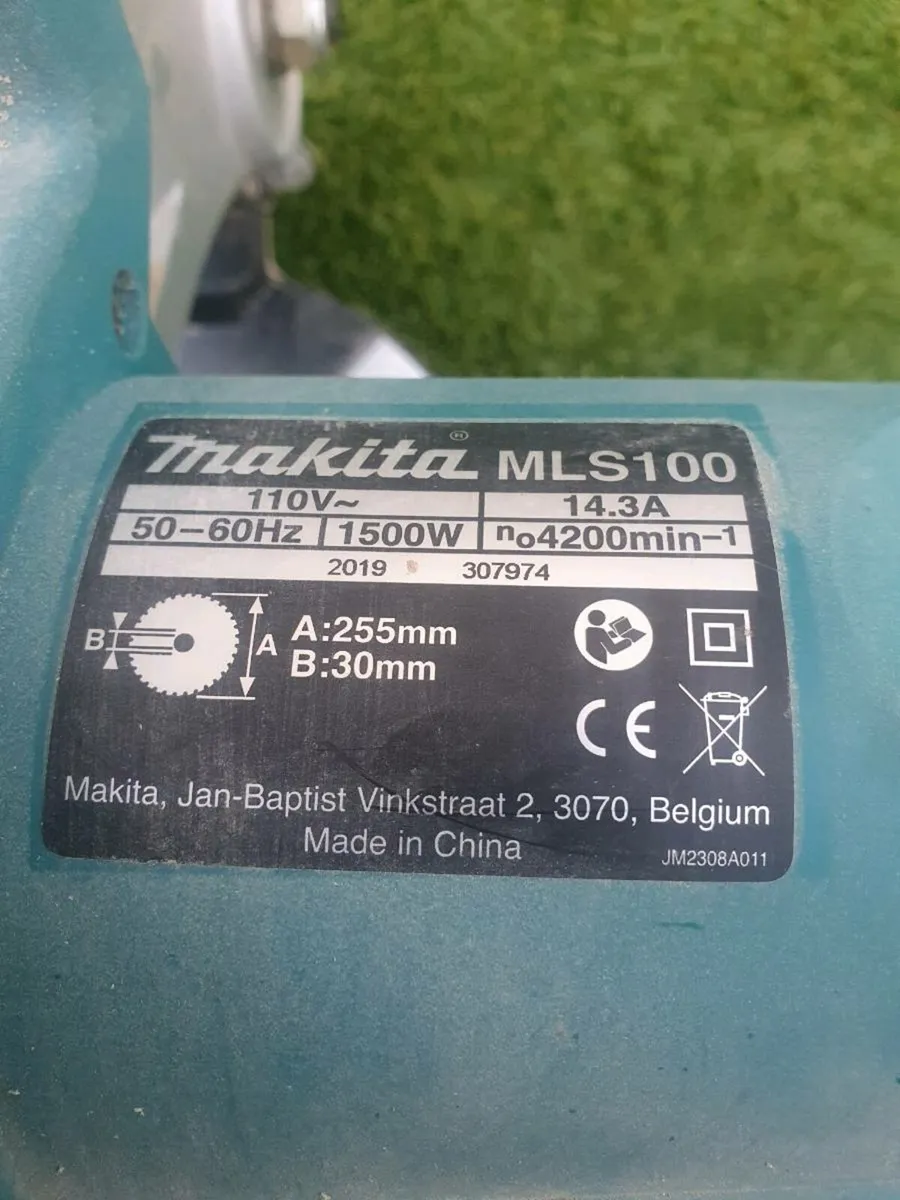 makita® MLS100
110V~ 14.3A
50-60Hz 1500W no4200min-1
2019 307974
B A A:255mm
B:30mm
CE
Makita, Jan-Baptist Vinkstraat 2, 3070, Belgium
Made in China JM2308A011